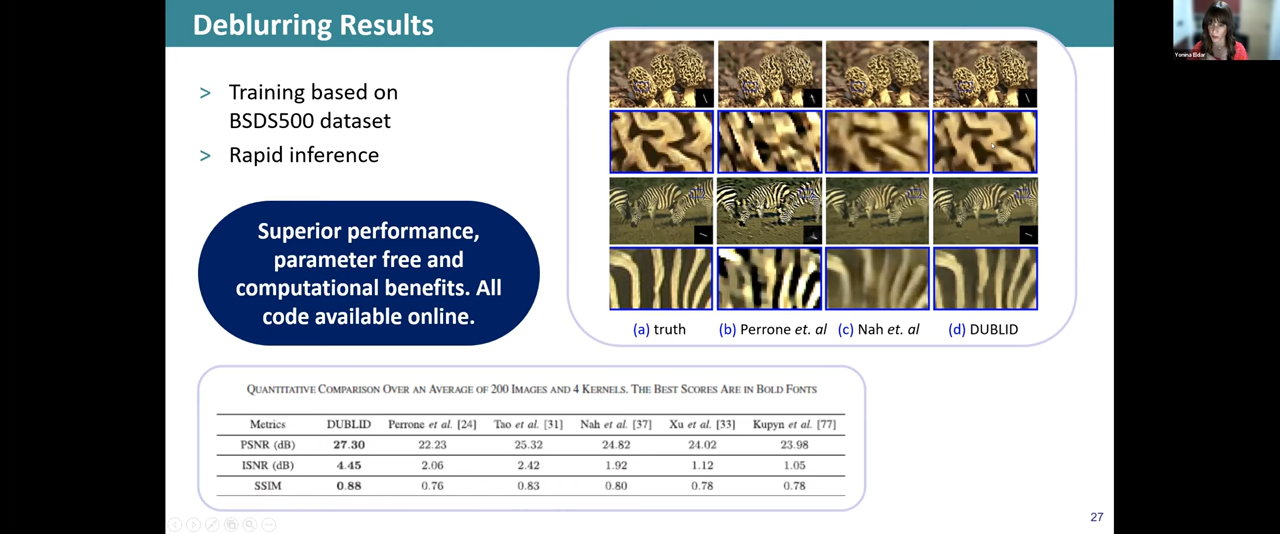 Deblurring Results
> Training based on
BSDS500 dataset
> Rapid inference
Superior performance,
parameter free and
computational benefits. All
code available online.
(a) truth (b) Perrone et. al (c) Nah et. al (d) DUBLID
QUANTITATIVE COMPARISON OVER AN AVERAGE OF 200 IMAGES AND 4 KERNELS. THE BEST SCORES ARE IN BOLD FONTS
Metrics DUBLID Perrone et al. [24] Tao et al. [31] Nah et al. [37] Xu et al. [33] Kupyn et al. [77]
PSNR (dB) 27.30 22.23 25.32 24.82 24.02 23.98
ISNR (dB) 4.45 2.06 2.42 1.92 1.12 1.05
SSIM 0.88 0.76 0.83 0.80 0.78 0.78
27
Yonina Eldar